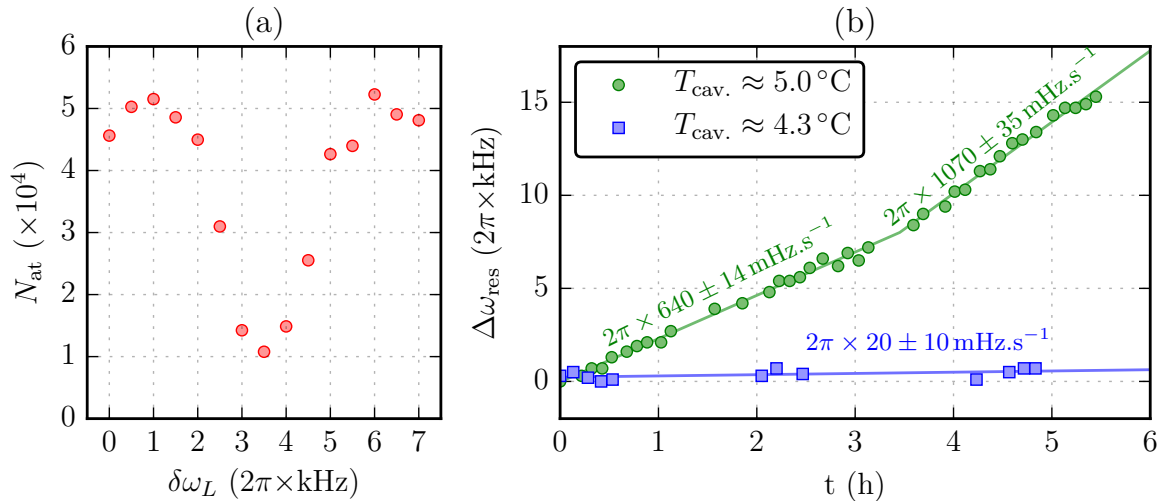 (a)
6
5
4
3
2
1
0
N_at (×10⁴)
0 1 2 3 4 5 6 7
δω_L (2π×kHz)
(b)
T_cav. ≈ 5.0 °C
T_cav. ≈ 4.3 °C
15
10
5
0
Δω_res (2π×kHz)
2π × 640 ± 14 mHz.s⁻¹
2π × 1070 ± 35 mHz.s⁻¹
2π × 20 ± 10 mHz.s⁻¹
0 1 2 3 4 5 6
t (h)